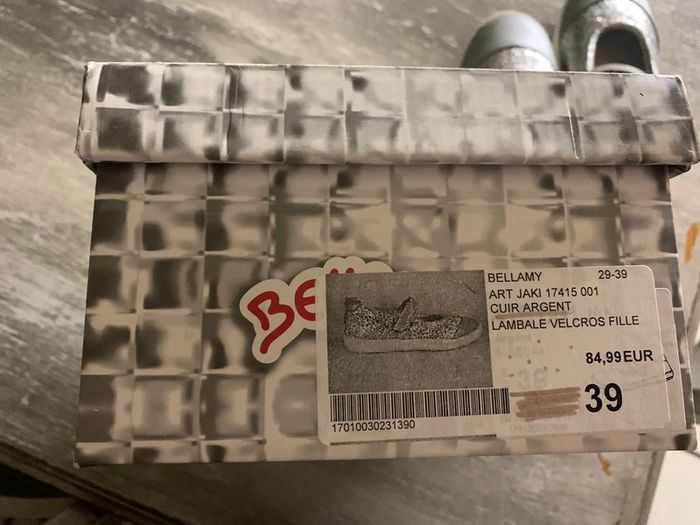 BELLAMY 29-39
ART JAKI 17415 001
CUIR ARGENT
LAMBALE VELCROS FILLE
84,99EUR
39
17010030231390